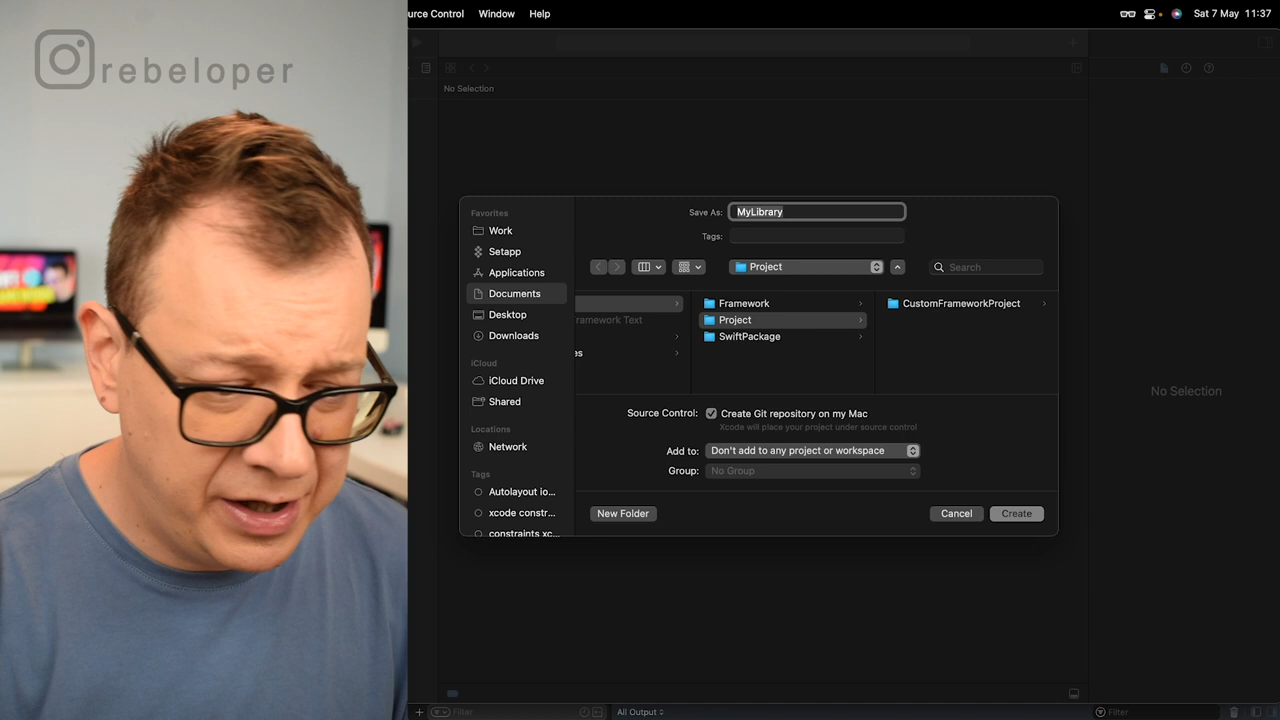 rebeloper
urce Control Window Help
Sat 7 May 11:37
No Selection
Save As: MyLibrary
Tags:
Project
Search
Favorites
Work
Setapp
Applications
Documents
Desktop
Downloads
iCloud
iCloud Drive
Shared
Locations
Network
Tags
Autolayout io...
xcode constr...
constraints xc...
ramework Text
es
Framework
Project
SwiftPackage
CustomFrameworkProject
Source Control: Create Git repository on my Mac
Xcode will place your project under source control
Add to: Don't add to any project or workspace
Group: No Group
New Folder
Cancel
Create
No Selection
Filter
All Output
Filter